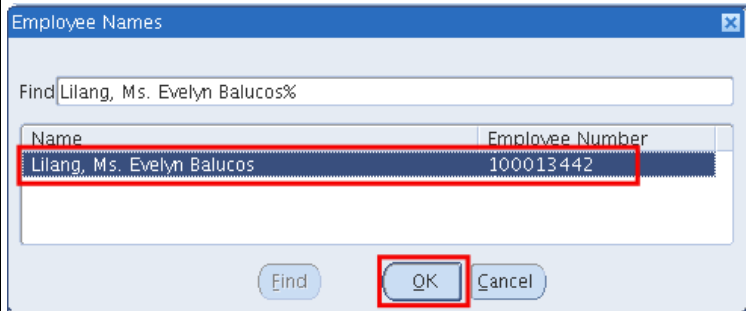 Employee Names
Find Lilang, Ms. Evelyn Balucos%
Name Employee Number
Lilang, Ms. Evelyn Balucos 100013442
Find OK Cancel